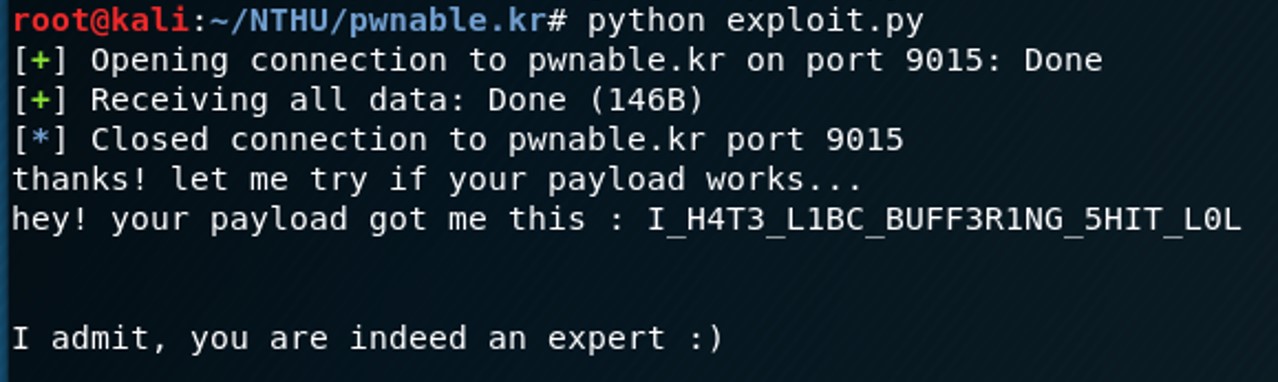 root@kali:~/NTHU/pwnable.kr# python exploit.py
[+] Opening connection to pwnable.kr on port 9015: Done
[+] Receiving all data: Done (146B)
[*] Closed connection to pwnable.kr port 9015
thanks! let me try if your payload works...
hey! your payload got me this : I_H4T3_L1BC_BUFF3R1NG_5HIT_L0L
I admit, you are indeed an expert :)